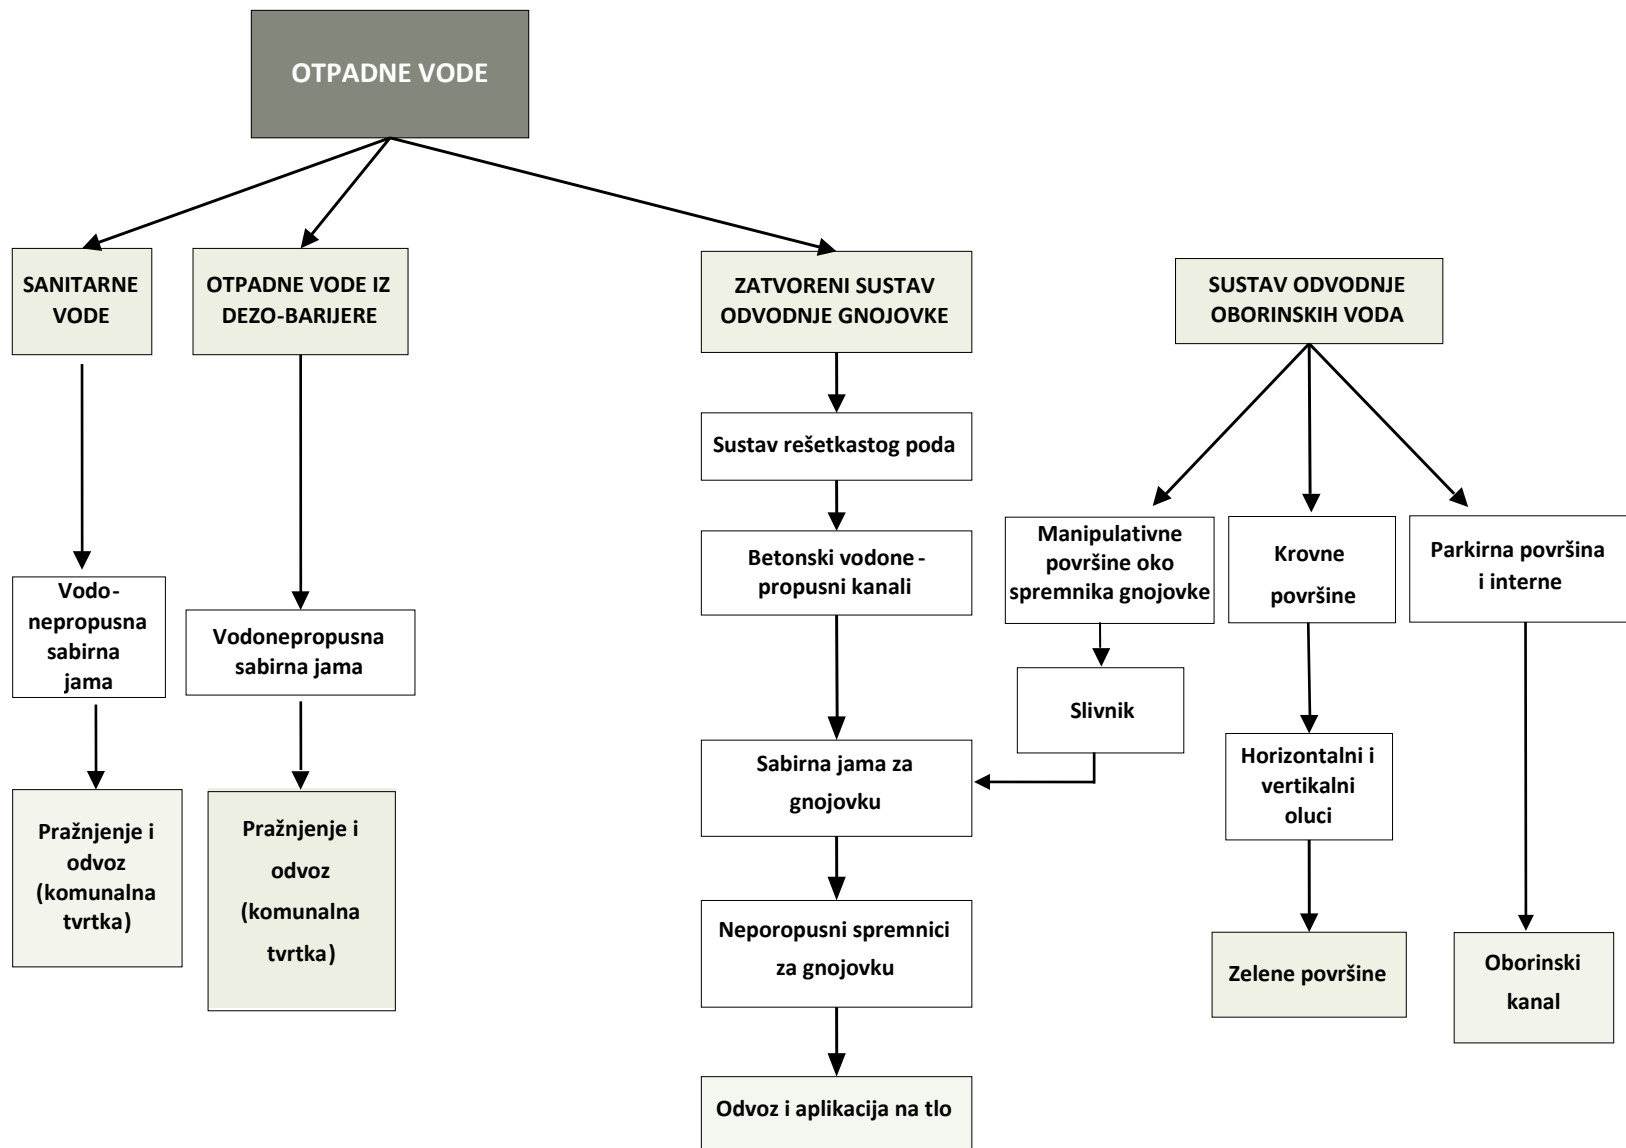 OTPADNE VODE
SANITARNE
VODE
OTPADNE VODE IZ
DEZO-BARIJERE
ZATVORENI SUSTAV
ODVODNJE GNOJOVKE
SUSTAV ODVODNJE
OBORINSKIH VODA
Sustav rešetkastog poda
Betonski vodone-
propusni kanali
Manipulativne
površine oko
spremnika gnojovke
Krovne
površine
Parkirna površina
i interne
Vodo-
nepropusna
sabirna
jama
Vodonepropusna
sabirna jama
Slivnik
Sabirna jama za
gnojovku
Horizontalni i
vertikalni
oluci
Pražnjenje i
odvoz
(komunalna
tvrtka)
Pražnjenje i
odvoz
(komunalna
tvrtka)
Neporopusni spremnici
za gnojovku
Zelene površine
Oborinski
kanal
Odvoz i aplikacija na tlo